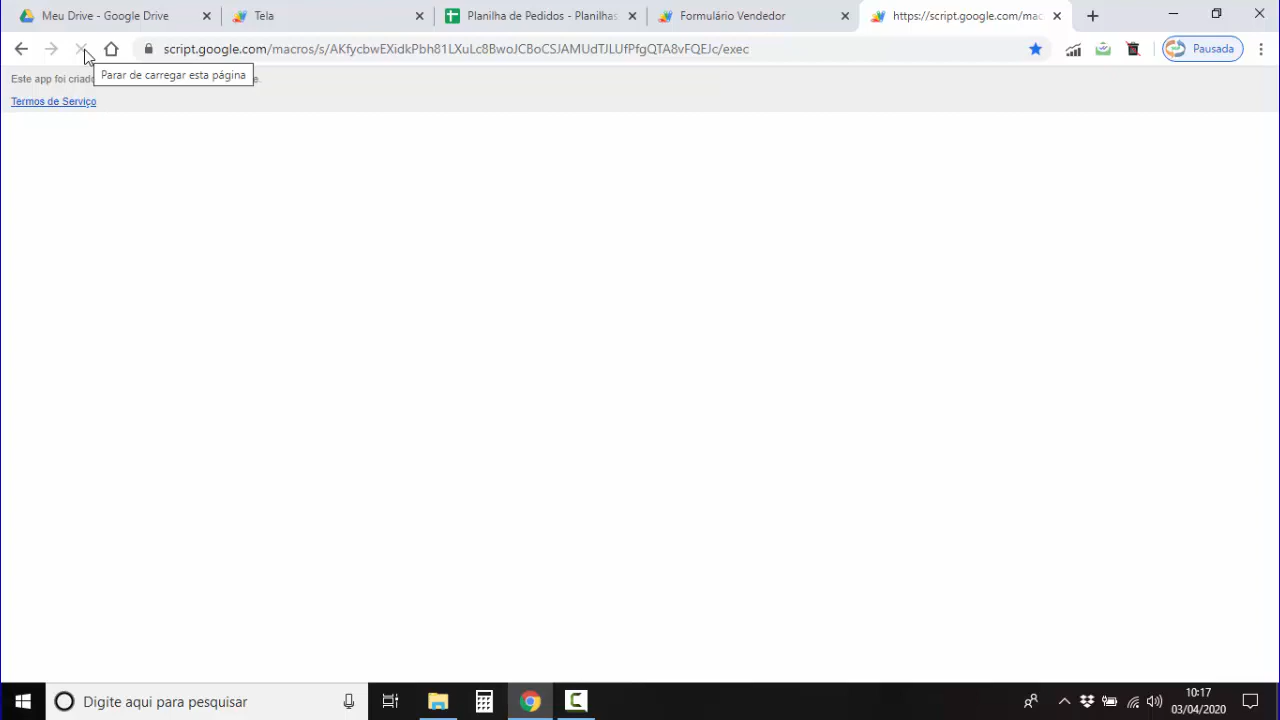 Meu Drive - Google Drive
Tela
Planilha de Pedidos - Planilhas
Formulário Vendedor
https://script.google.com/mac
script.google.com/macros/s/AKfycbwEXidkPbh81LXuLc8BwoJCBoCSJAMUdTJLUfPfgQTA8vFQEJc/exec
Pausada
Este app foi criado
e.
Parar de carregar esta página
Termos de Serviço
Digite aqui para pesquisar
10:17
03/04/2020